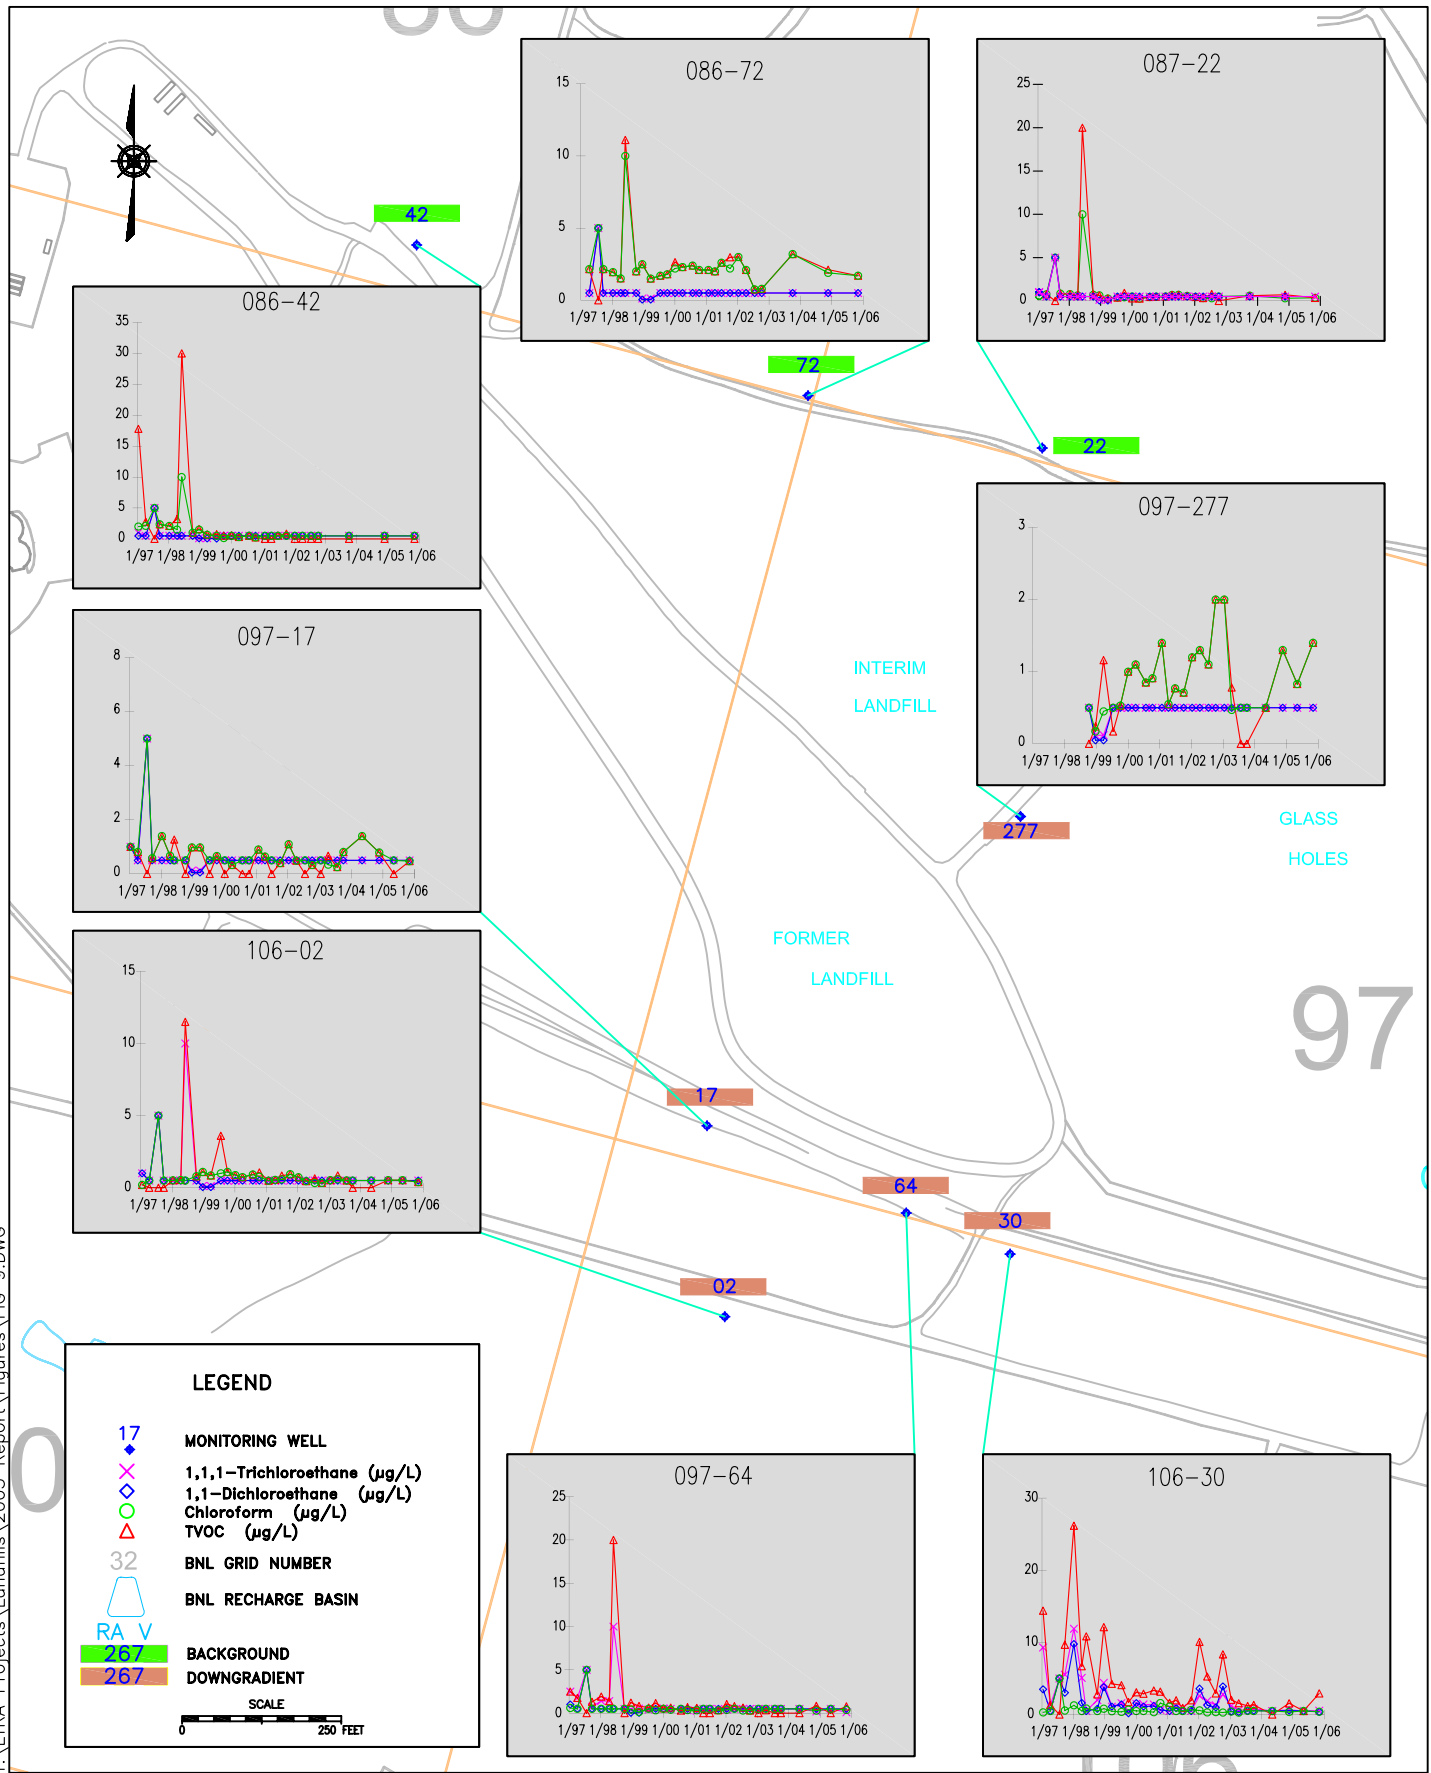 086-72
15
10
5
0
1/97 1/98 1/99 1/00 1/01 1/02 1/03 1/04 1/05 1/06
087-22
25
20
15
10
5
0
1/97 1/98 1/99 1/00 1/01 1/02 1/03 1/04 1/05 1/06
42
086-42
35
30
25
20
15
10
5
0
1/97 1/98 1/99 1/00 1/01 1/02 1/03 1/04 1/05 1/06
72
22
097-277
3
2
1
0
1/97 1/98 1/99 1/00 1/01 1/02 1/03 1/04 1/05 1/06
097-17
8
6
4
2
0
1/97 1/98 1/99 1/00 1/01 1/02 1/03 1/04 1/05 1/06
INTERIM
LANDFILL
277
GLASS
HOLES
106-02
15
10
5
0
1/97 1/98 1/99 1/00 1/01 1/02 1/03 1/04 1/05 1/06
FORMER
LANDFILL
97
17
64
30
02
LEGEND
17
MONITORING WELL
1,1,1-Trichloroethane (µg/L)
1,1-Dichloroethane (µg/L)
Chloroform (µg/L)
TVOC (µg/L)
32 BNL GRID NUMBER
BNL RECHARGE BASIN
RA V
267 BACKGROUND
267 DOWNGRADIENT
SCALE
0 250 FEET
097-64
25
20
15
10
5
0
1/97 1/98 1/99 1/00 1/01 1/02 1/03 1/04 1/05 1/06
106-30
30
20
10
0
1/97 1/98 1/99 1/00 1/01 1/02 1/03 1/04 1/05 1/06